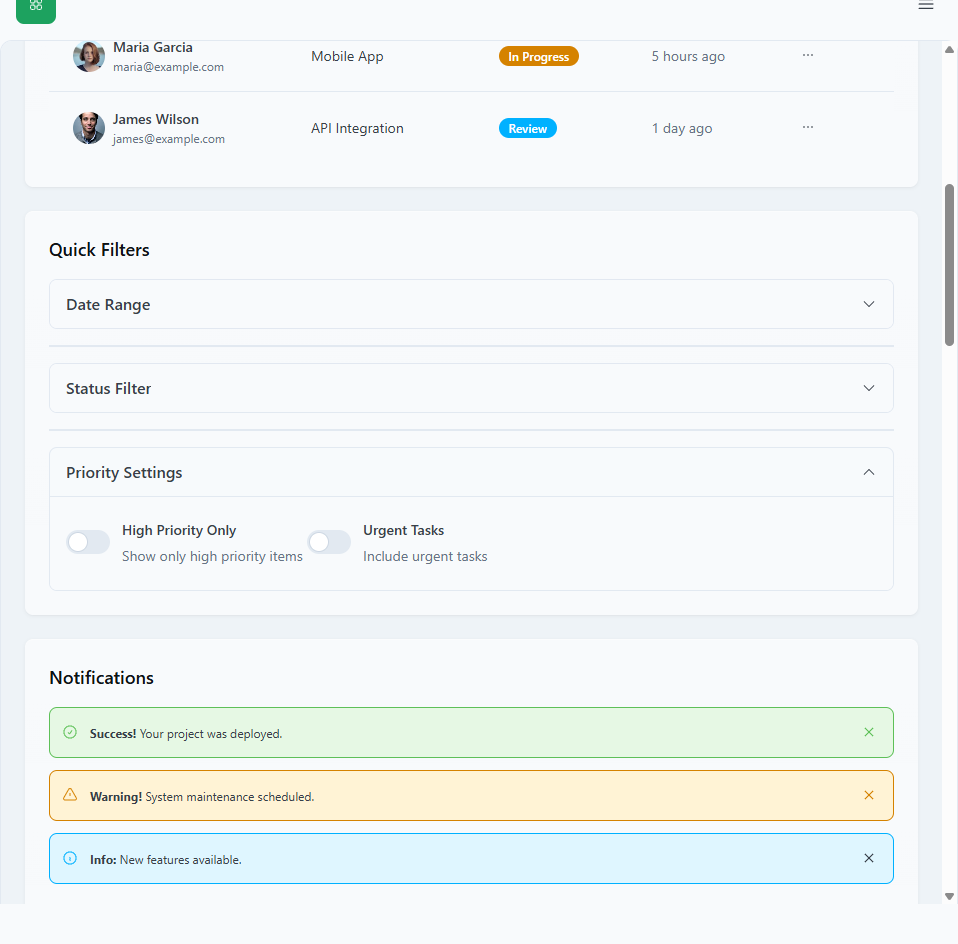 Maria Garcia
maria@example.com
Mobile App
In Progress
5 hours ago
James Wilson
james@example.com
API Integration
Review
1 day ago
Quick Filters
Date Range
Status Filter
Priority Settings
High Priority Only
Show only high priority items
Urgent Tasks
Include urgent tasks
Notifications
Success! Your project was deployed.
Warning! System maintenance scheduled.
Info: New features available.